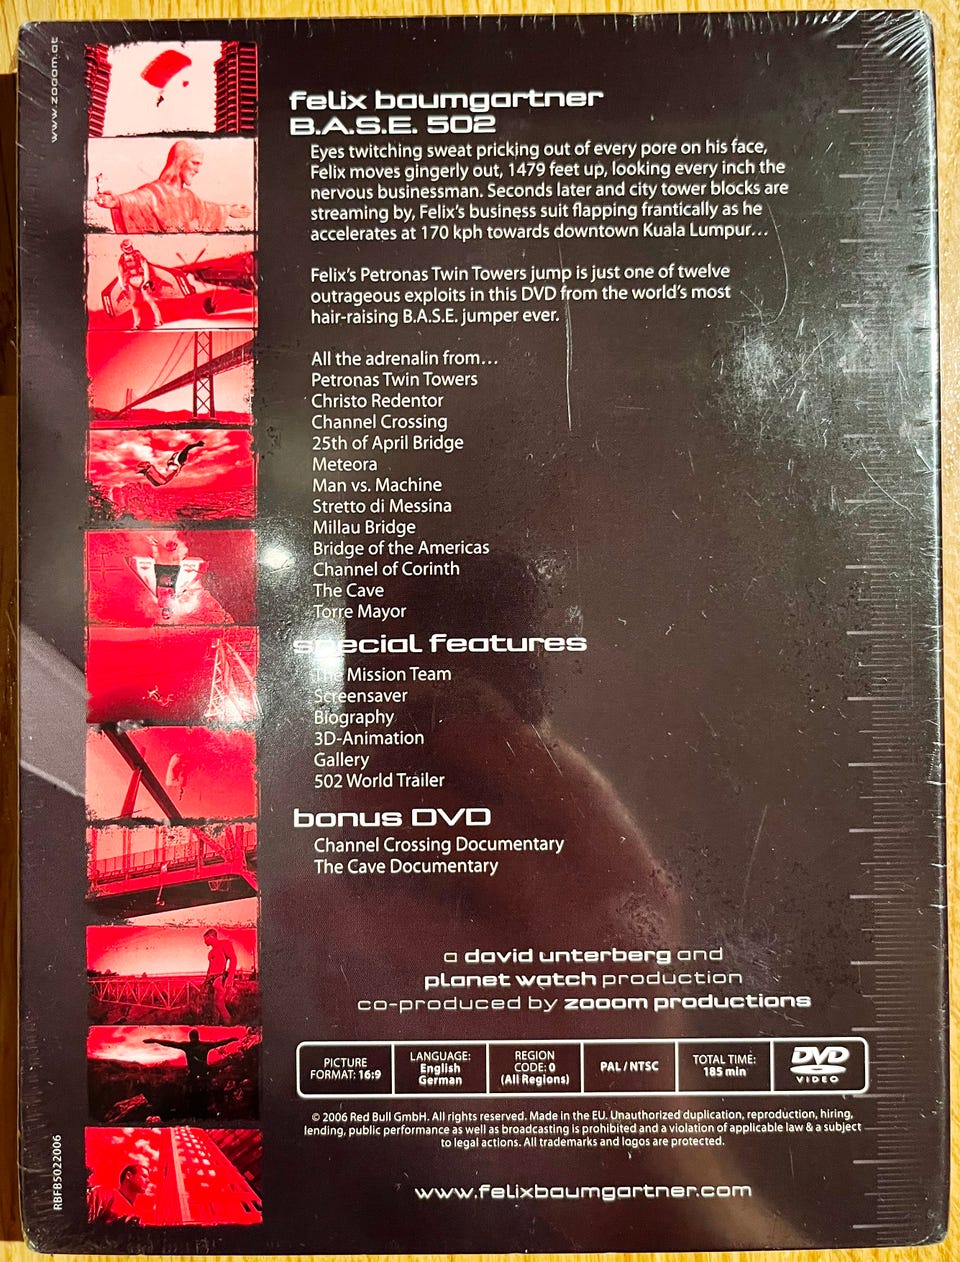 www.zooom.at
felix baumgartner
B.A.S.E. 502
Eyes twitching sweat pricking out of every pore on his face,
Felix moves gingerly out, 1479 feet up, looking every inch the
nervous businessman. Seconds later and city tower blocks are
streaming by, Felix's business suit flapping frantically as he
accelerates at 170 kph towards downtown Kuala Lumpur...
Felix's Petronas Twin Towers jump is just one of twelve
outrageous exploits in this DVD from the world's most
hair-raising B.A.S.E. jumper ever.
All the adrenalin from...
Petronas Twin Towers
Christo Redentor
Channel Crossing
25th of April Bridge
Meteora
Man vs. Machine
Stretto di Messina
Millau Bridge
Bridge of the Americas
Channel of Corinth
The Cave
Torre Mayor
special features
The Mission Team
Screensaver
Biography
3D-Animation
Gallery
502 World Trailer
bonus DVD
Channel Crossing Documentary
The Cave Documentary
a david unterberg and
planet watch production
co-produced by zooom productions
PICTURE
FORMAT: 16:9
LANGUAGE:
English
German
REGION
CODE: 0
(All Regions)
PAL / NTSC
TOTAL TIME:
185 min
DVD
VIDEO
© 2006 Red Bull GmbH. All rights reserved. Made in the EU. Unauthorized duplication, reproduction, hiring,
lending, public performance as well as broadcasting is prohibited and a violation of applicable law & a subject
to legal actions. All trademarks and logos are protected.
www.felixbaumgartner.com
RBFB5022006